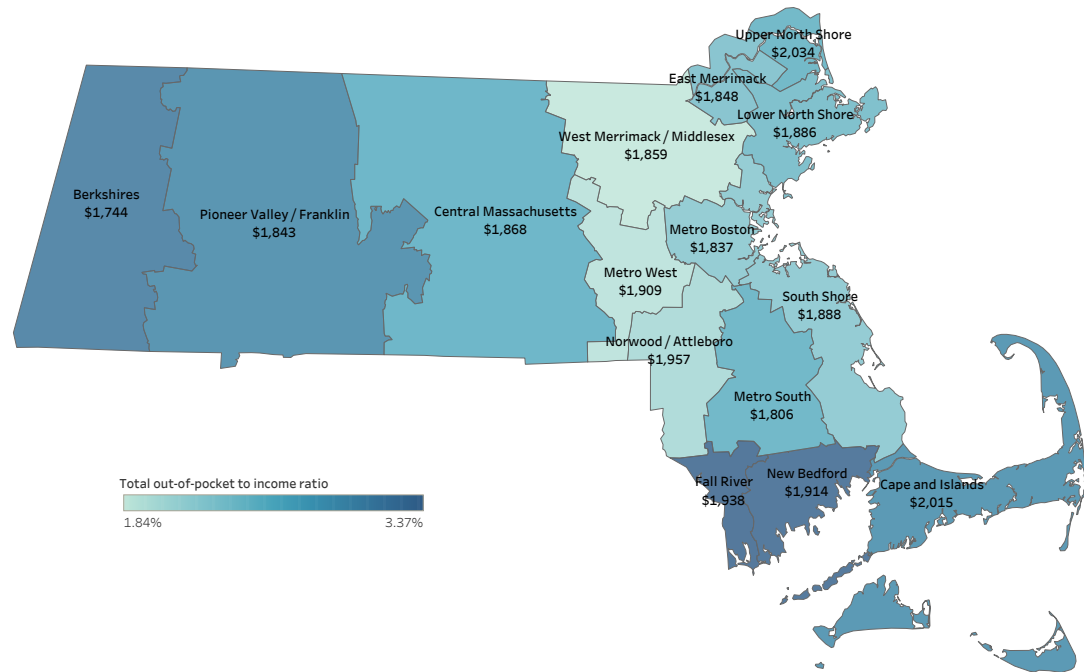 Upper North Shore
$2,034
East Merrimack
$1,848
Lower North Shore
$1,886
West Merrimack / Middlesex
$1,859
Berkshires
$1,744
Pioneer Valley / Franklin
$1,843
Central Massachusetts
$1,868
Metro Boston
$1,837
Metro West
$1,909
South Shore
$1,888
Norwood / Attleboro
$1,957
Metro South
$1,806
Fall River
$1,938
New Bedford
$1,914
Cape and Islands
$2,015
Total out-of-pocket to income ratio
1.84% 3.37%